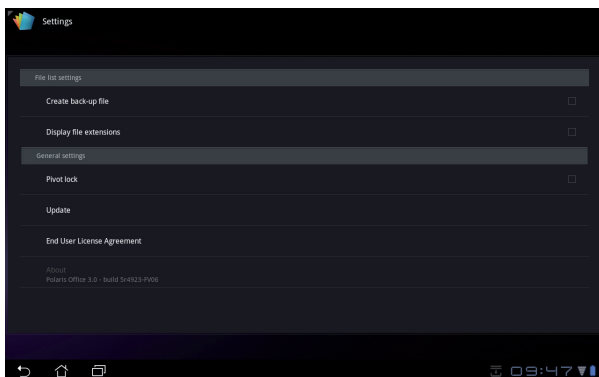 Settings
File list settings
Create back-up file
Display file extensions
General settings
Pivot lock
Update
End User License Agreement
About
Polaris Office 3.0 - build 5r4923-FV06
09:47